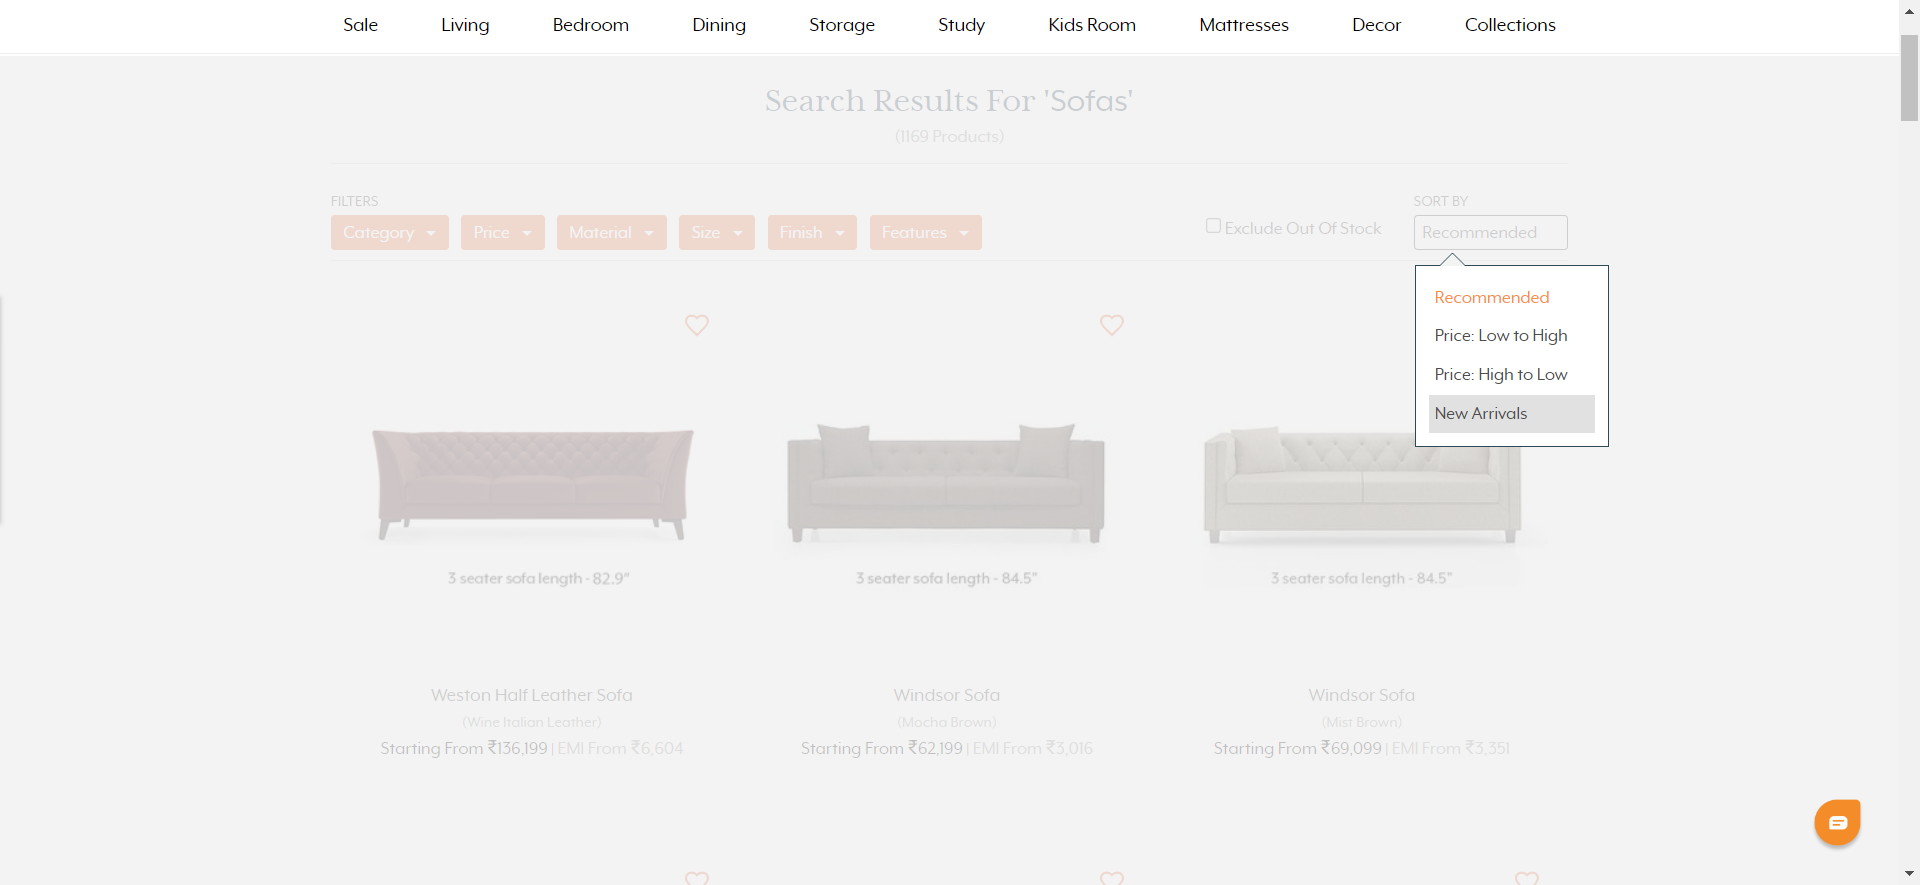 Sale Living Bedroom Dining Storage Study Kids Room Mattresses Decor Collections
Search Results For 'Sofas'
(1169 Products)
FILTERS
Category Price Material Size Finish Features
Exclude Out Of Stock
SORT BY
Recommended
Recommended
Price: Low to High
Price: High to Low
New Arrivals
3 seater sofa length - 82.9"
3 seater sofa length - 84.5"
3 seater sofa length - 84.5"
Weston Half Leather Sofa
(Wine Italian Leather)
Starting From ₹136,199 | EMI From ₹6,604
Windsor Sofa
(Mocha Brown)
Starting From ₹62,199 | EMI From ₹3,016
Windsor Sofa
(Mist Brown)
Starting From ₹69,099 | EMI From ₹3,351